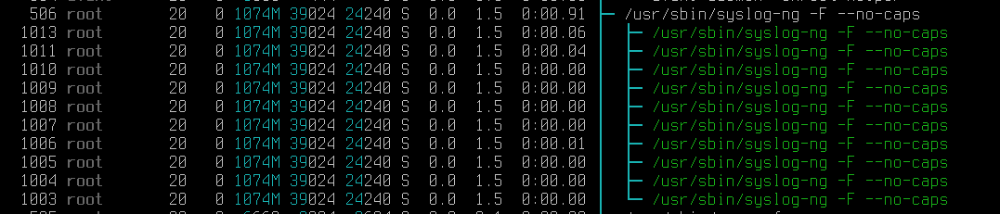 506 root 20 0 1074M 39024 24240 S 0.0 1.5 0:00.91 ├─ /usr/sbin/syslog-ng -F --no-caps
1013 root 20 0 1074M 39024 24240 S 0.0 1.5 0:00.06 │ ├─ /usr/sbin/syslog-ng -F --no-caps
1011 root 20 0 1074M 39024 24240 S 0.0 1.5 0:00.04 │ ├─ /usr/sbin/syslog-ng -F --no-caps
1010 root 20 0 1074M 39024 24240 S 0.0 1.5 0:00.00 │ ├─ /usr/sbin/syslog-ng -F --no-caps
1009 root 20 0 1074M 39024 24240 S 0.0 1.5 0:00.00 │ ├─ /usr/sbin/syslog-ng -F --no-caps
1008 root 20 0 1074M 39024 24240 S 0.0 1.5 0:00.00 │ ├─ /usr/sbin/syslog-ng -F --no-caps
1007 root 20 0 1074M 39024 24240 S 0.0 1.5 0:00.00 │ ├─ /usr/sbin/syslog-ng -F --no-caps
1006 root 20 0 1074M 39024 24240 S 0.0 1.5 0:00.01 │ ├─ /usr/sbin/syslog-ng -F --no-caps
1005 root 20 0 1074M 39024 24240 S 0.0 1.5 0:00.00 │ ├─ /usr/sbin/syslog-ng -F --no-caps
1004 root 20 0 1074M 39024 24240 S 0.0 1.5 0:00.00 │ ├─ /usr/sbin/syslog-ng -F --no-caps
1003 root 20 0 1074M 39024 24240 S 0.0 1.5 0:00.00 │ └─ /usr/sbin/syslog-ng -F --no-caps